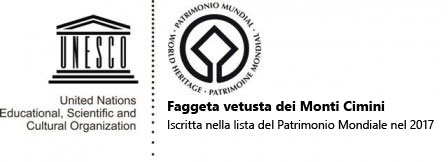 UNESCO
United Nations
Educational, Scientific and
Cultural Organization
PATRIMONIO MUNDIAL • WORLD HERITAGE • PATRIMOINE MONDIAL •
Faggeta vetusta dei Monti Cimini
Iscritta nella lista del Patrimonio Mondiale nel 2017